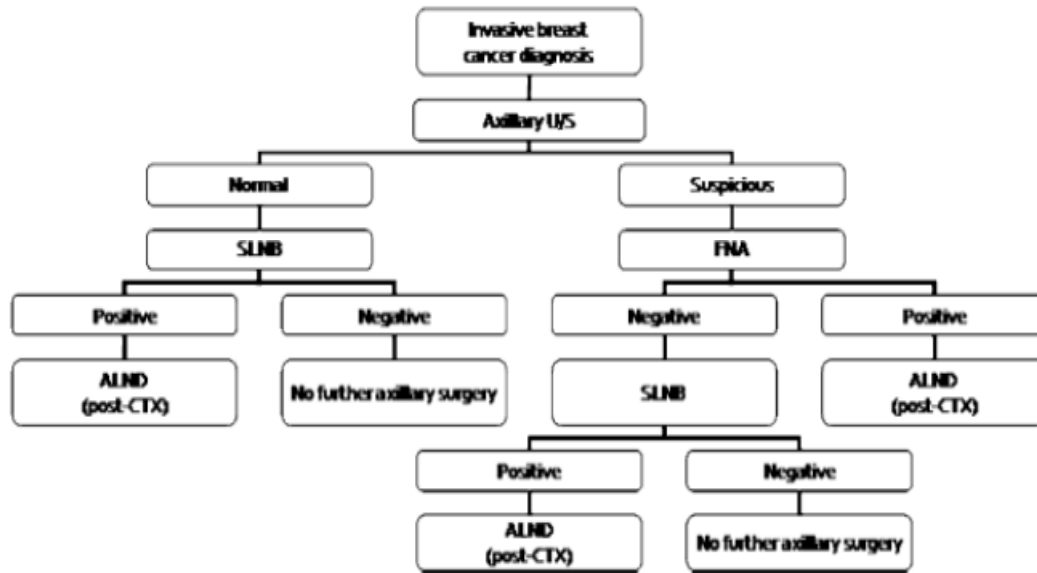 Invasive breast
cancer diagnosis
Axillary U/S
Normal
Suspicious
SLNB
FNA
Positive
Negative
Negative
Positive
ALND
(post-CTX)
No further axillary surgery
SLNB
ALND
(post-CTX)
Positive
Negative
ALND
(post-CTX)
No further axillary surgery